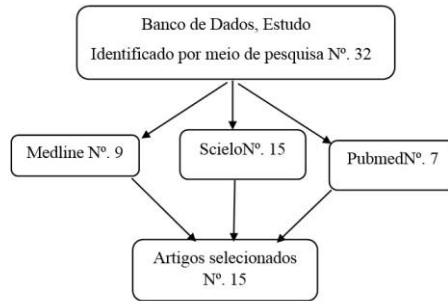 Banco de Dados, Estudo
Identificado por meio de pesquisa Nº. 32
Medline Nº. 9
ScieloNº. 15
PubmedNº. 7
Artigos selecionados
Nº. 15